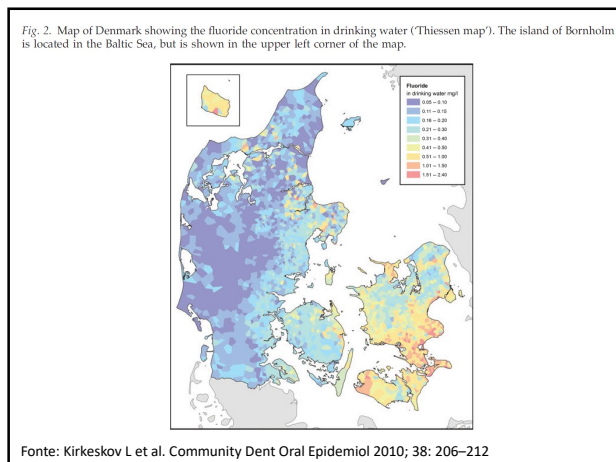 Fig. 2. Map of Denmark showing the fluoride concentration in drinking water ('Thiessen map'). The island of Bornholm
is located in the Baltic Sea, but is shown in the upper left corner of the map.
Fluoride
in drinking water mg/l
0.05 – 0.10
0.11 – 0.15
0.16 – 0.20
0.21 – 0.30
0.31 – 0.40
0.41 – 0.50
0.51 – 1.00
1.01 – 1.50
1.51 – 2.40
Fonte: Kirkeskov L et al. Community Dent Oral Epidemiol 2010; 38: 206–212